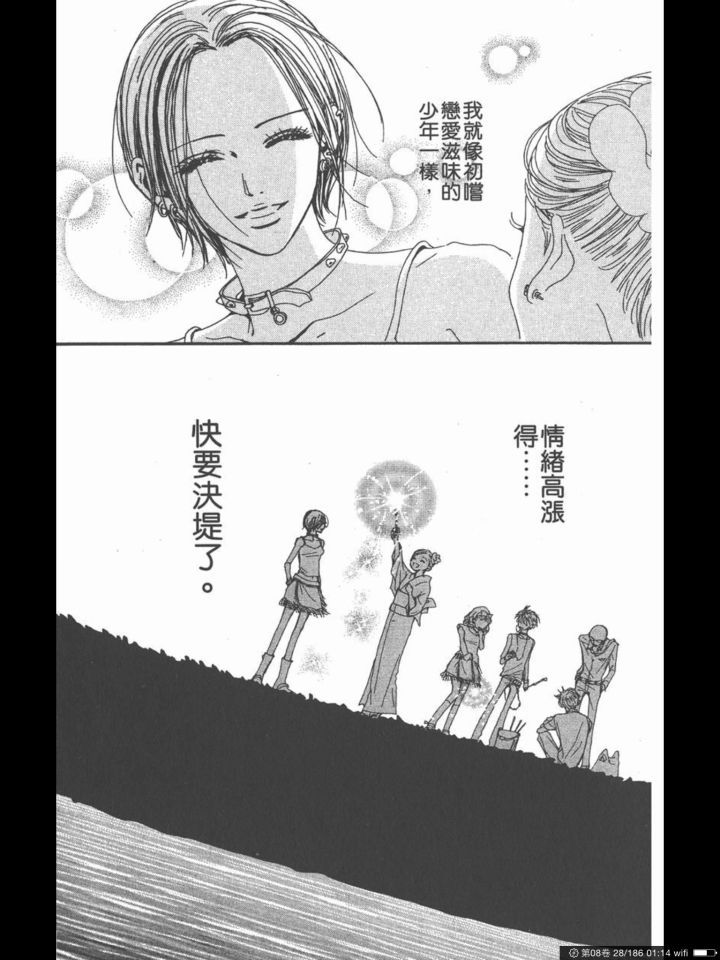 我就像初嚐
戀愛滋味的
少年一樣，
情緒高漲
得……
快要決堤了。
第08卷 28/186 01:14 wifi